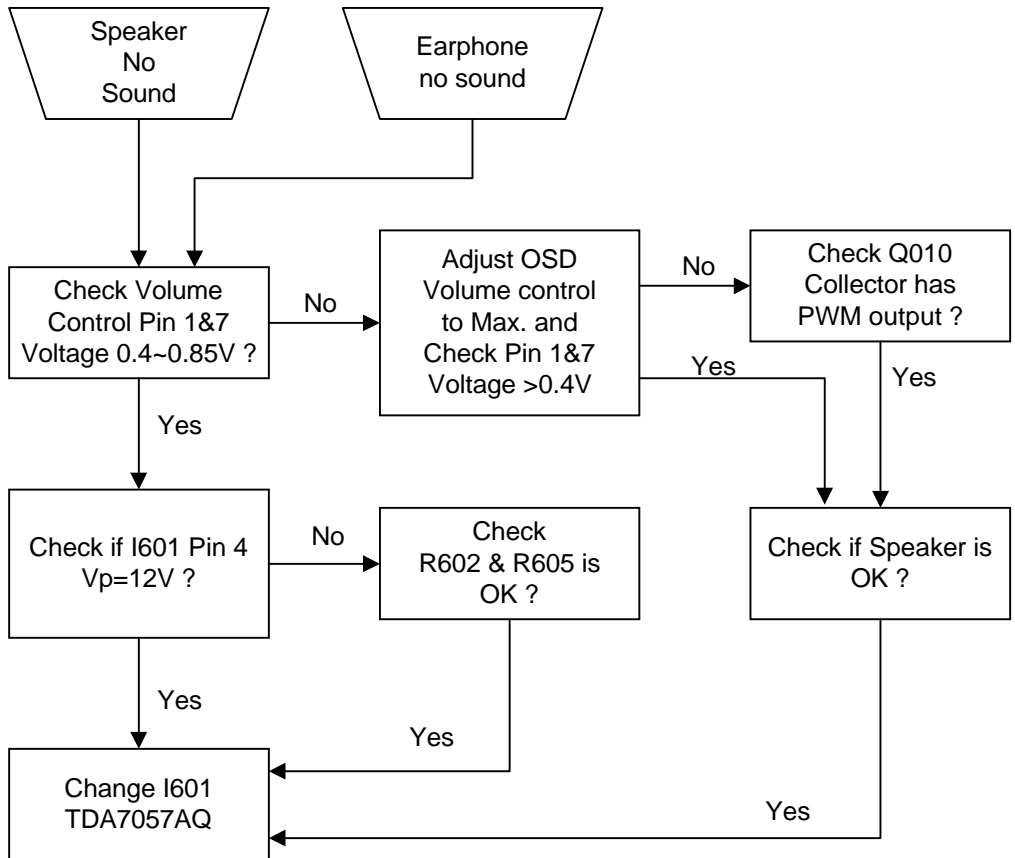 Speaker
No
Sound
Earphone
no sound
Check Volume
Control Pin 1&7
Voltage 0.4~0.85V ?
No
Adjust OSD
Volume control
to Max. and
Check Pin 1&7
Voltage >0.4V
No
Check Q010
Collector has
PWM output ?
Yes
Yes
Yes
Check if I601 Pin 4
Vp=12V ?
No
Check
R602 & R605 is
OK ?
Check if Speaker is
OK ?
Yes
Yes
Yes
Change I601
TDA7057AQ